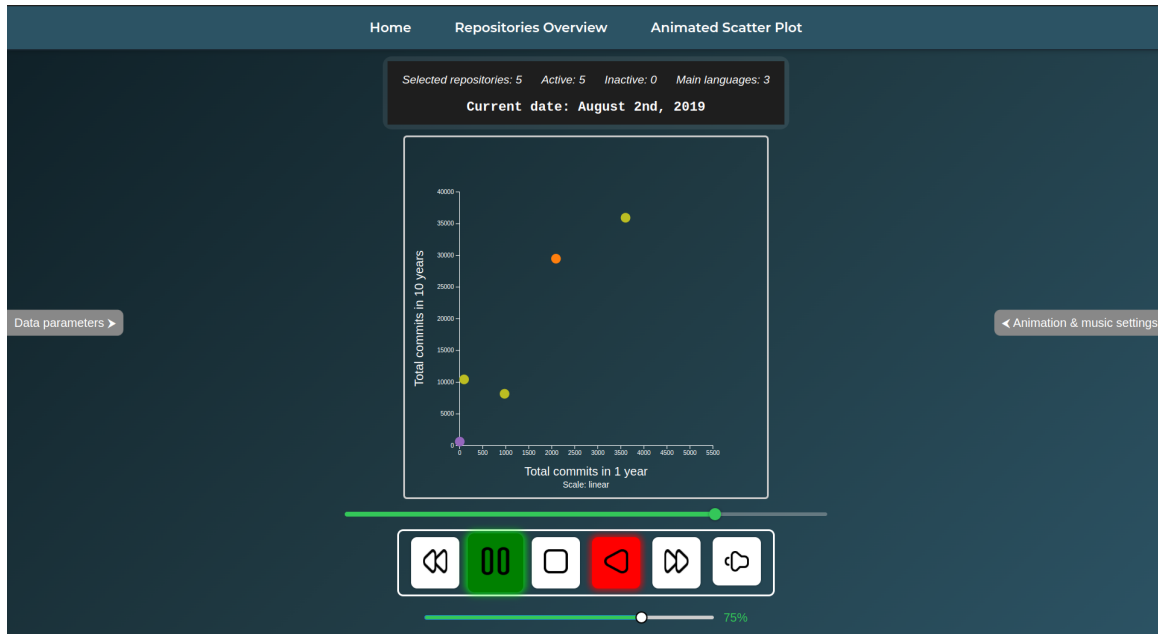 Home Repositories Overview Animated Scatter Plot
Selected repositories: 5 Active: 5 Inactive: 0 Main languages: 3
Current date: August 2nd, 2019
40000
35000
30000
25000
20000
15000
10000
5000
0
Total commits in 10 years
0 500 1000 1500 2000 2500 3000 3500 4000 4500 5000 5500
Total commits in 1 year
Scale: linear
Data parameters ➤
⮜ Animation & music settings
75%